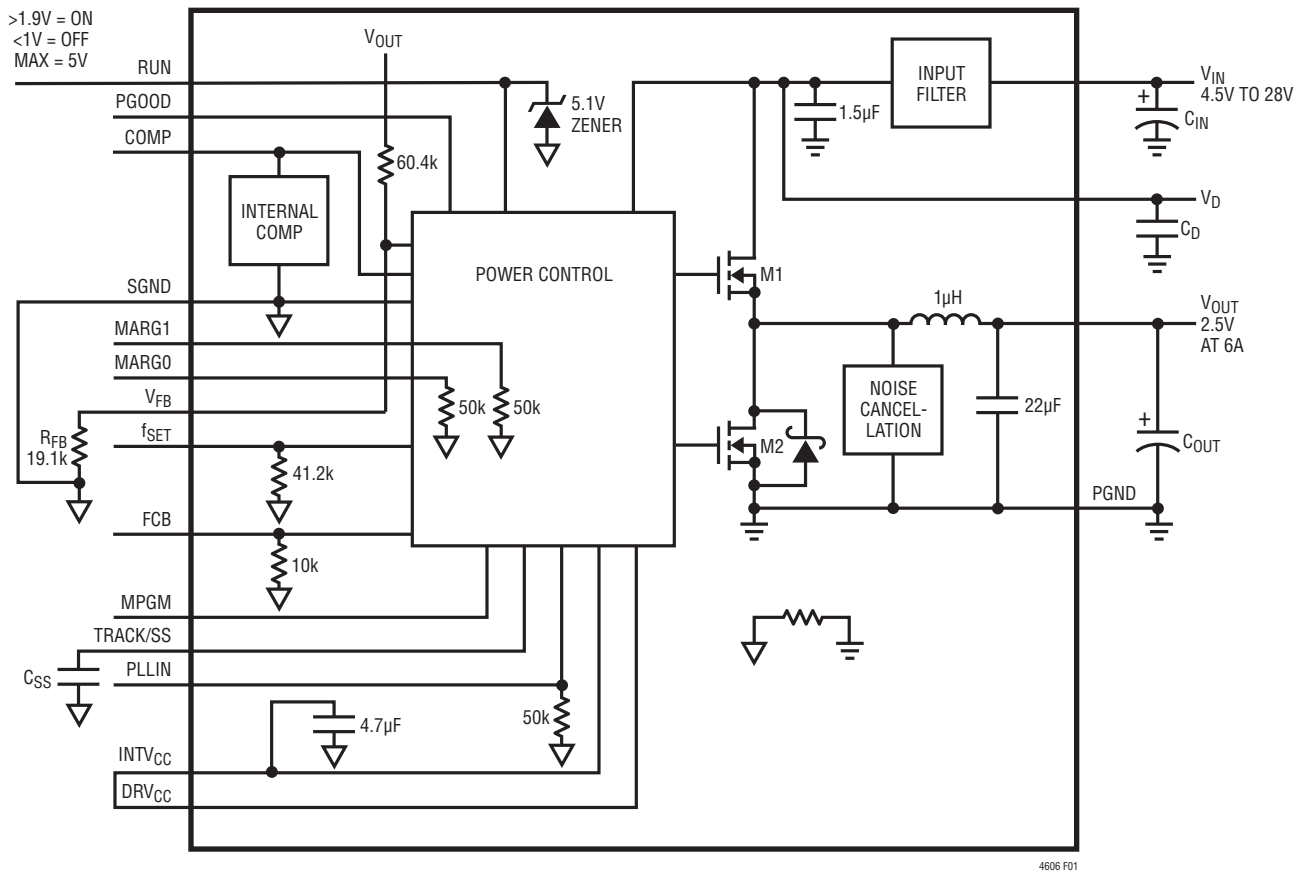 >1.9V = ON
<1V = OFF
MAX = 5V
RUN
PGOOD
COMP
SGND
MARG1
MARG0
VFB
fSET
RFB
19.1k
FCB
MPGM
TRACK/SS
CSS
PLLIN
INTVCC
DRVCC
VOUT
60.4k
5.1V
ZENER
INTERNAL
COMP
POWER CONTROL
50k
50k
41.2k
10k
4.7µF
50k
1.5µF
INPUT
FILTER
M1
M2
1µH
NOISE
CANCEL-
LATION
22µF
VIN
4.5V TO 28V
+
CIN
VD
CD
VOUT
2.5V
AT 6A
+
COUT
PGND
4606 F01